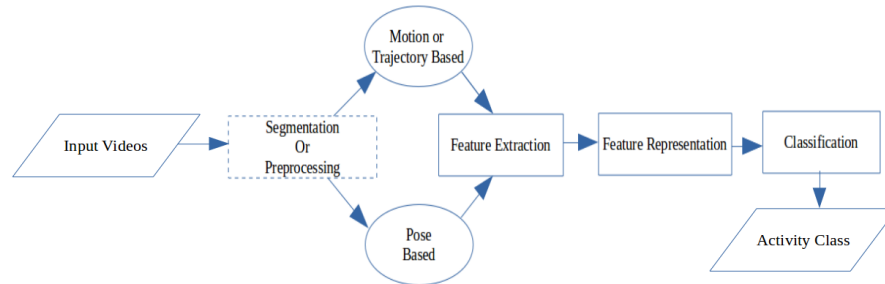 Motion or
Trajectory Based
Input Videos
Segmentation
Or
Preprocessing
Feature Extraction
Feature Representation
Classification
Pose
Based
Activity Class